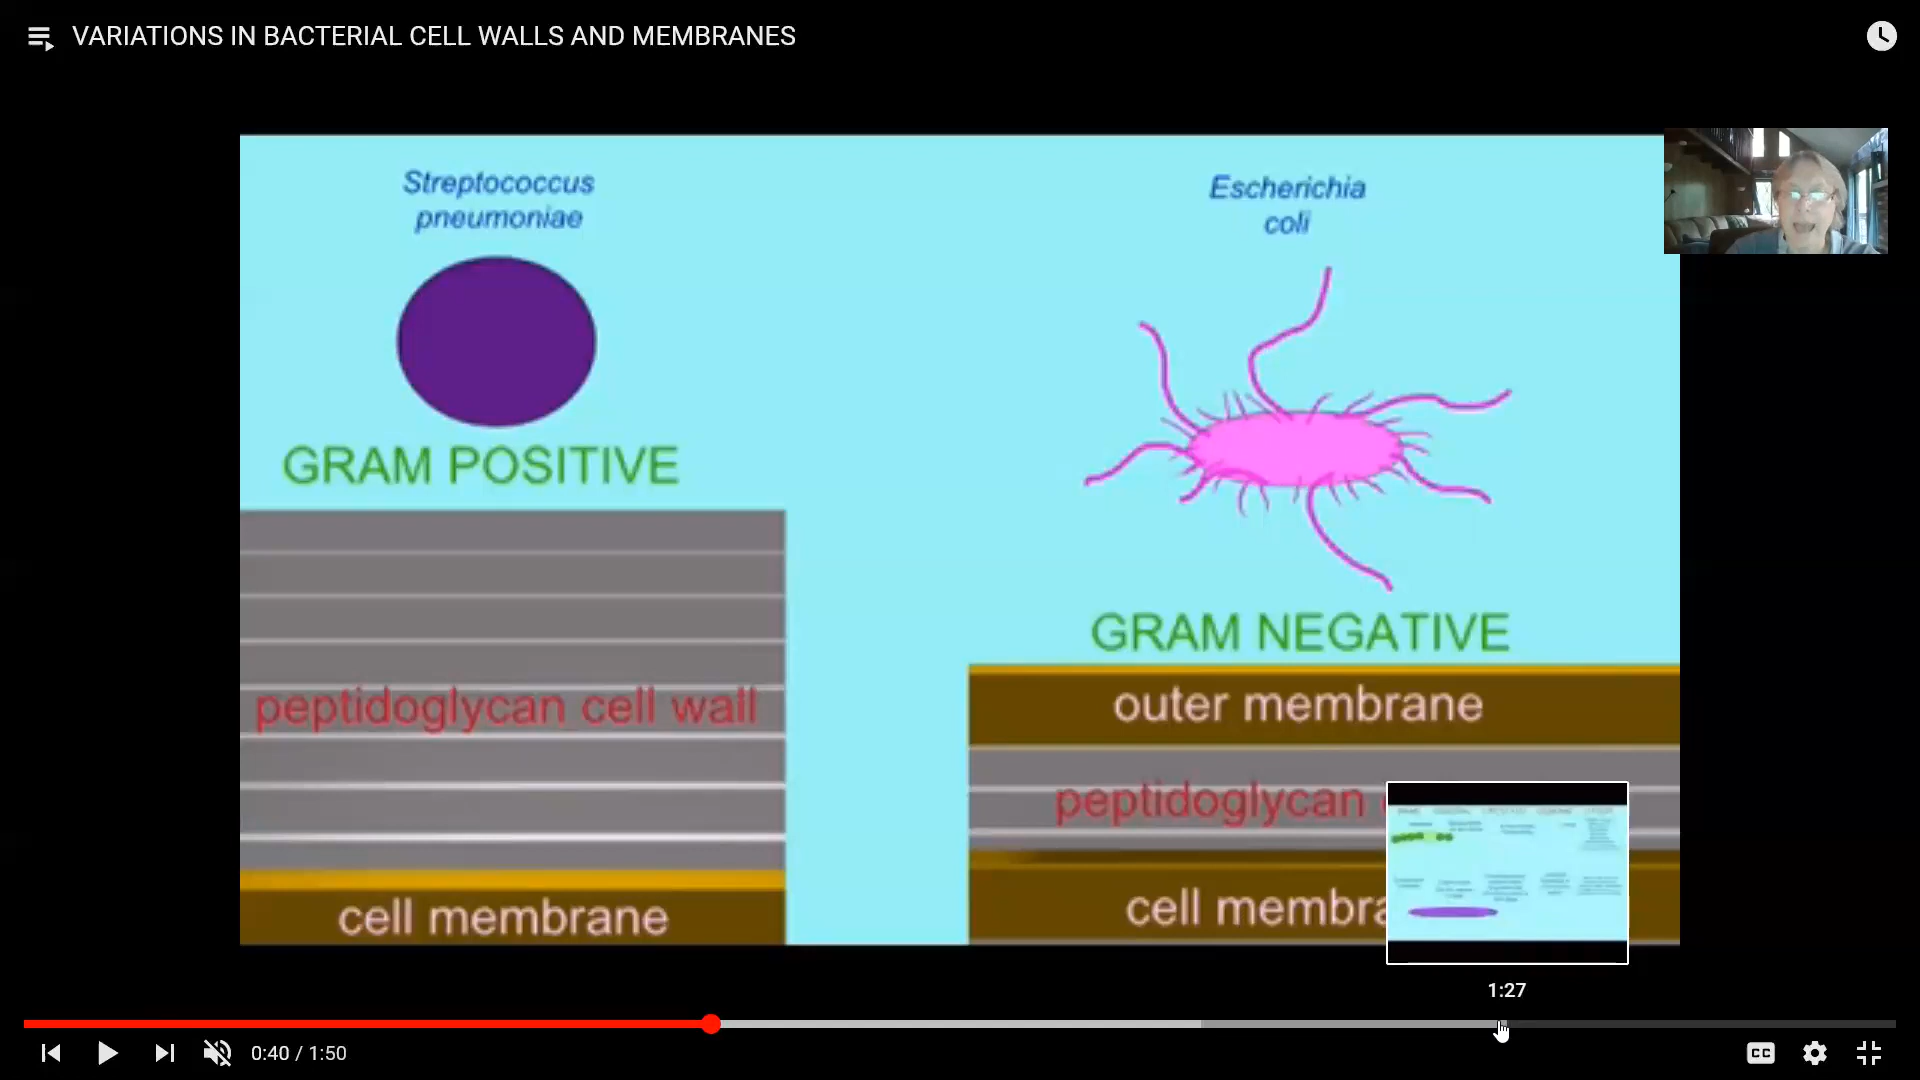 VARIATIONS IN BACTERIAL CELL WALLS AND MEMBRANES
Streptococcus
pneumoniae
Escherichia
coli
GRAM POSITIVE
GRAM NEGATIVE
peptidoglycan cell wall
outer membrane
peptidoglycan
cell membrane
cell membra
1:27
0:40 / 1:50
CC